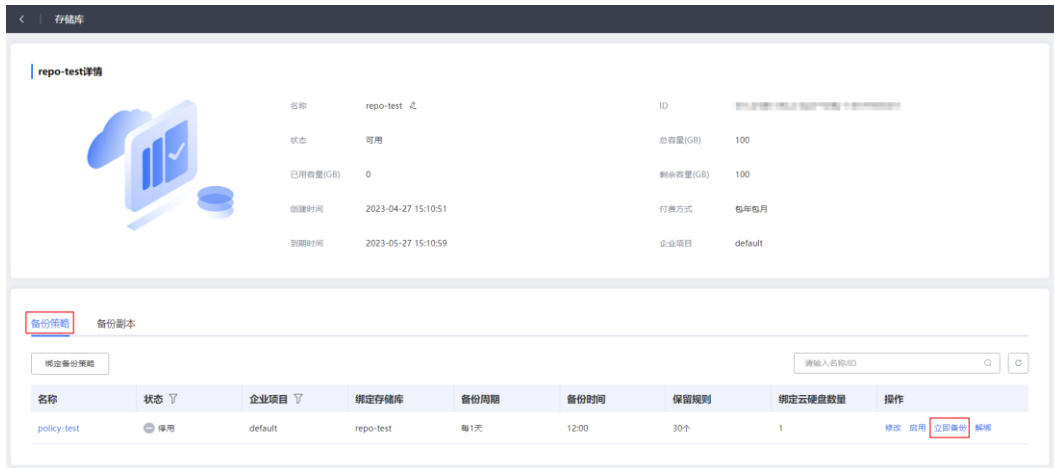 存储库
repo-test详情
名称 repo-test ID
状态 可用 总容量(GB) 100
已用容量(GB) 0 剩余容量(GB) 100
创建时间 2023-04-27 15:10:51 付费方式 包年包月
到期时间 2023-05-27 15:10:59 企业项目 default
备份策略 备份副本
绑定备份策略 请输入名称/ID
名称 状态 企业项目 绑定存储库 备份周期 备份时间 保留规则 绑定云硬盘数量 操作
policy-test 停用 default repo-test 每1天 12:00 30个 1 修改 启用 立即备份 解绑